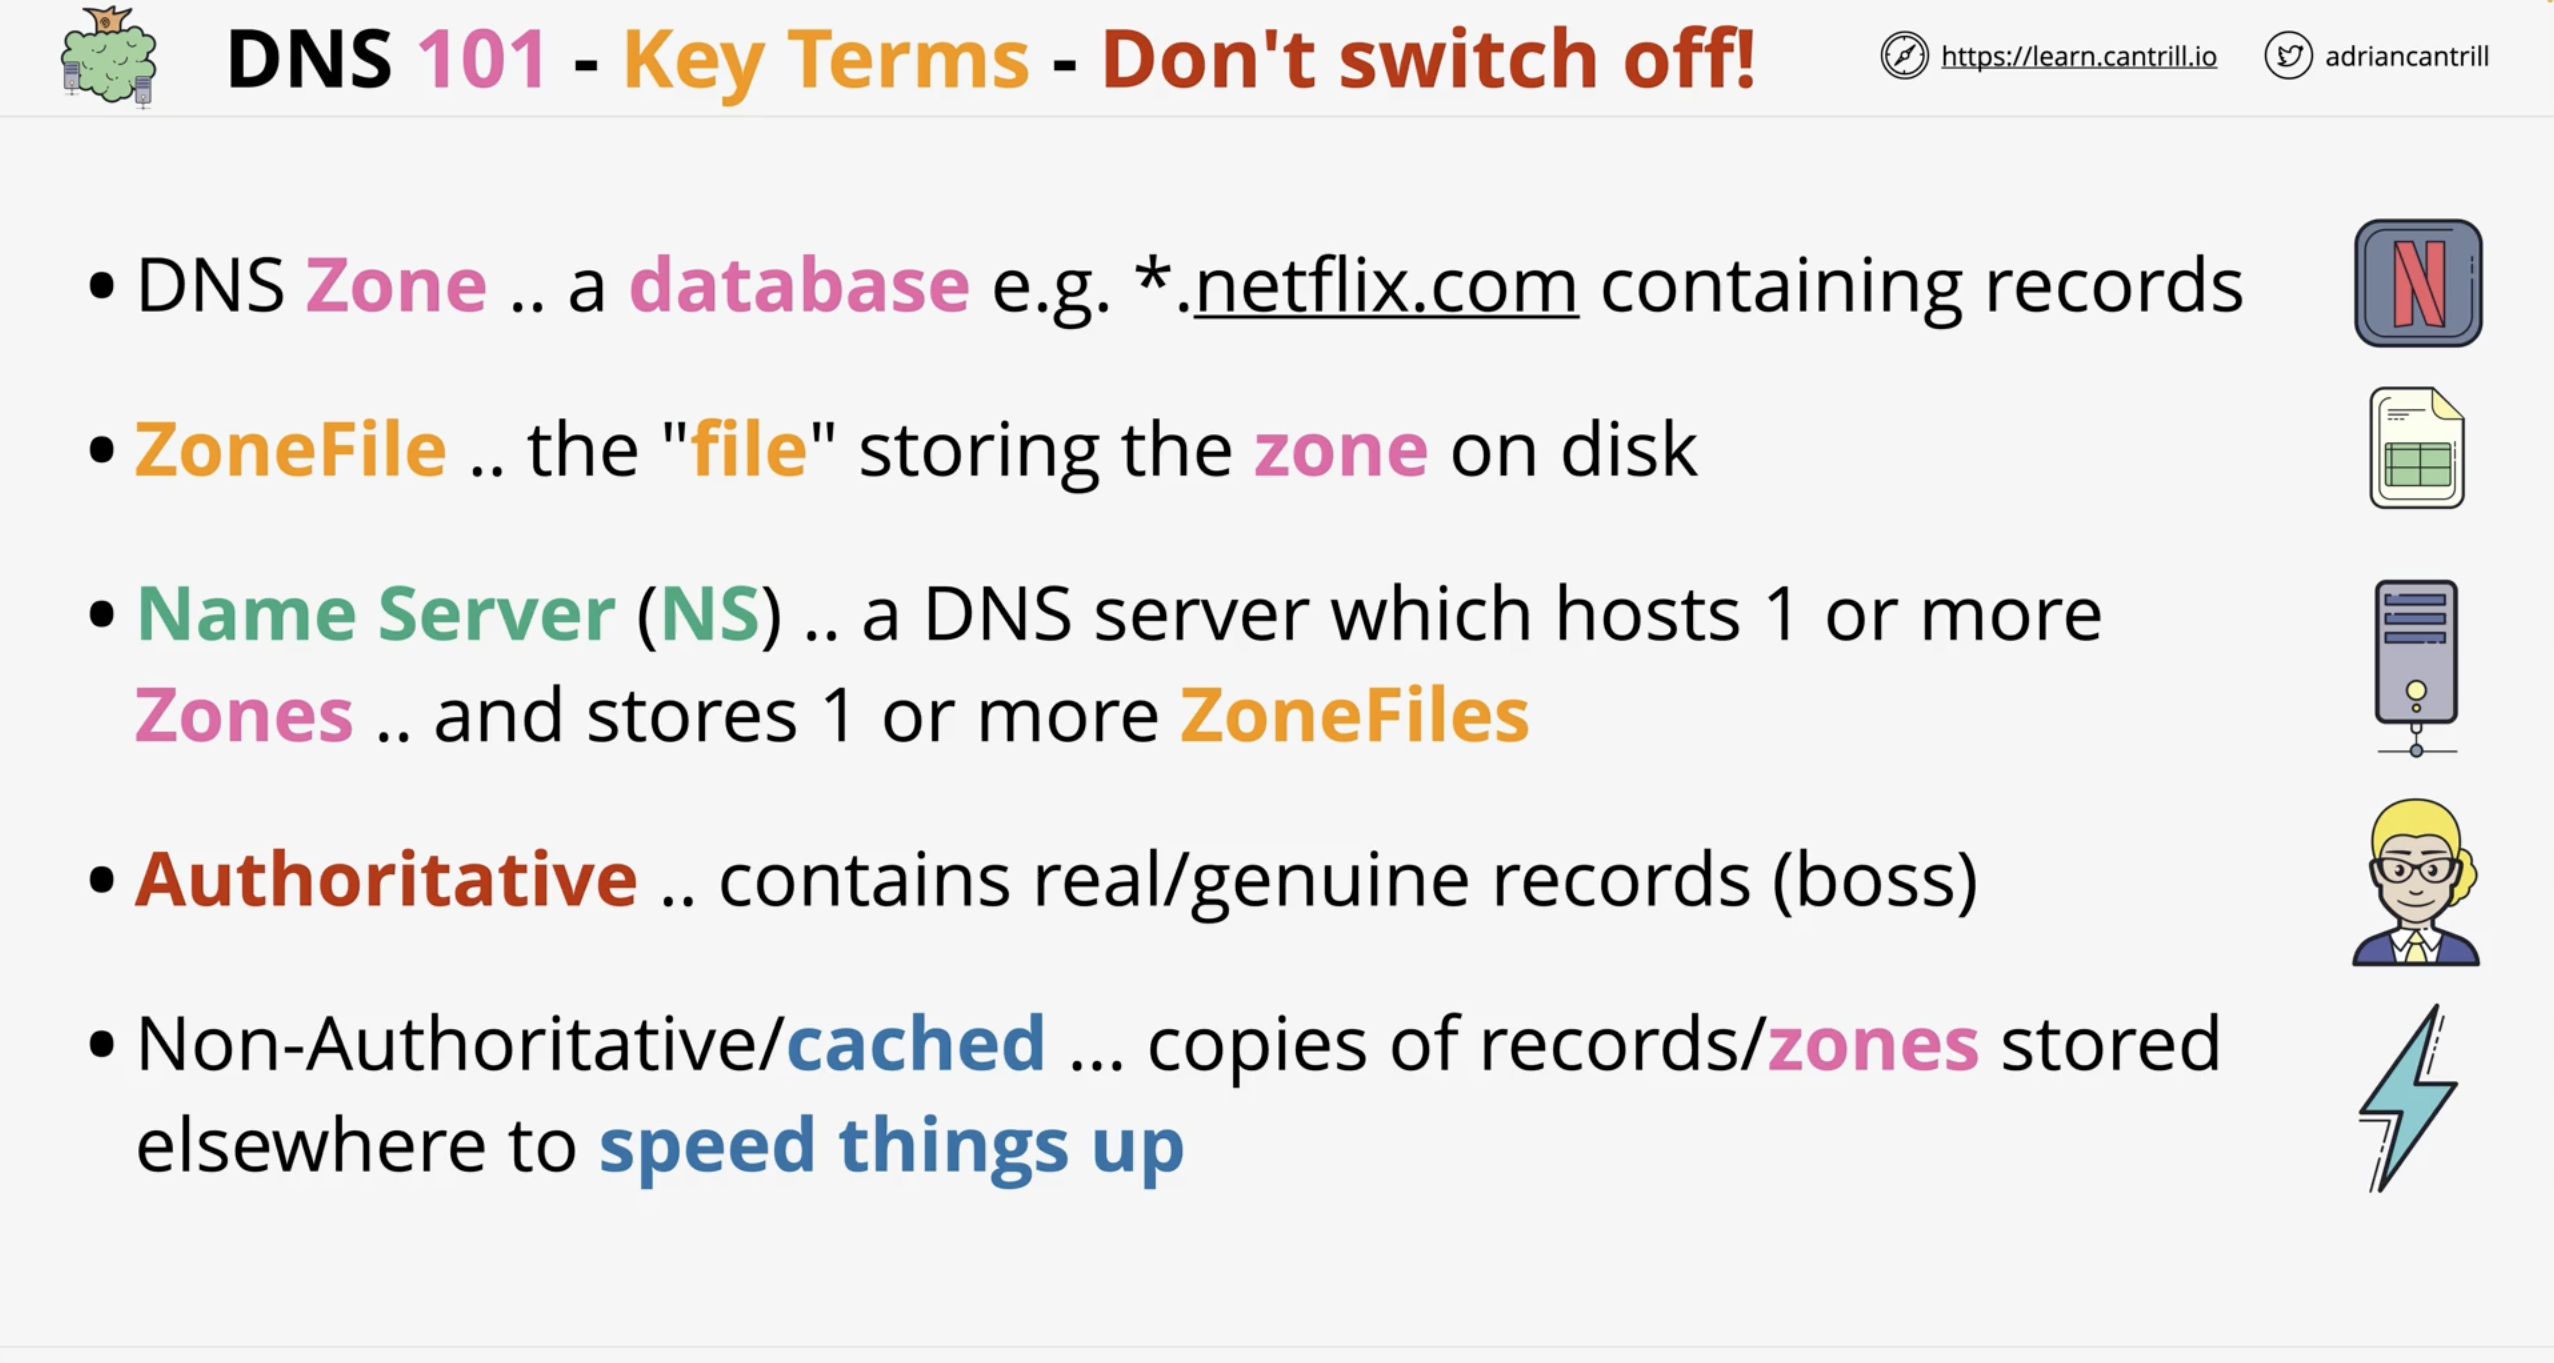 DNS 101 - Key Terms - Don't switch off!
https://learn.cantrill.io
adriancantrill
• DNS Zone .. a database e.g. *.netflix.com containing records
N
• ZoneFile .. the "file" storing the zone on disk
• Name Server (NS) .. a DNS server which hosts 1 or more
Zones .. and stores 1 or more ZoneFiles
• Authoritative .. contains real/genuine records (boss)
• Non-Authoritative/cached ... copies of records/zones stored
elsewhere to speed things up